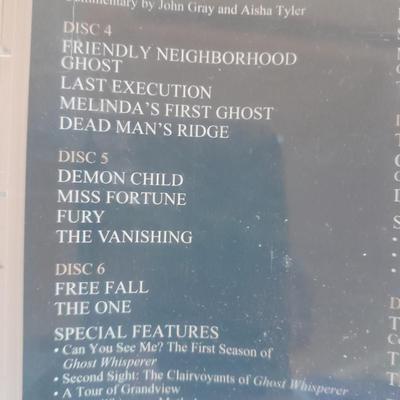 Commentary by John Gray and Aisha Tyler
DISC 4
FRIENDLY NEIGHBORHOOD
GHOST
LAST EXECUTION
MELINDA'S FIRST GHOST
DEAD MAN'S RIDGE
DISC 5
DEMON CHILD
MISS FORTUNE
FURY
THE VANISHING
DISC 6
FREE FALL
THE ONE
SPECIAL FEATURES
• Can You See Me? The First Season of
Ghost Whisperer
• Second Sight: The Clairvoyants of Ghost Whisperer
• A Tour of Grandview